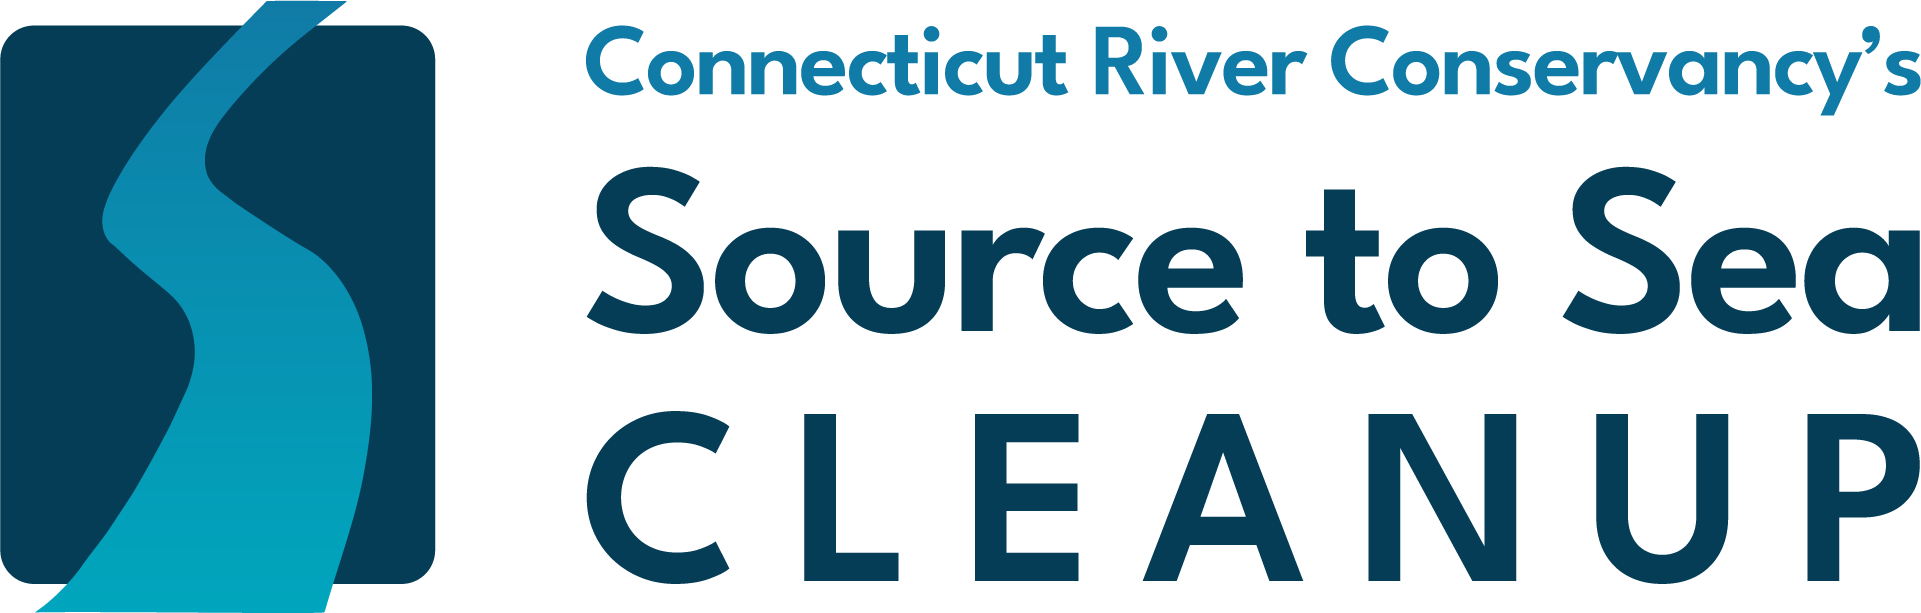 Connecticut River Conservancy’s
Source to Sea
CLEANUP